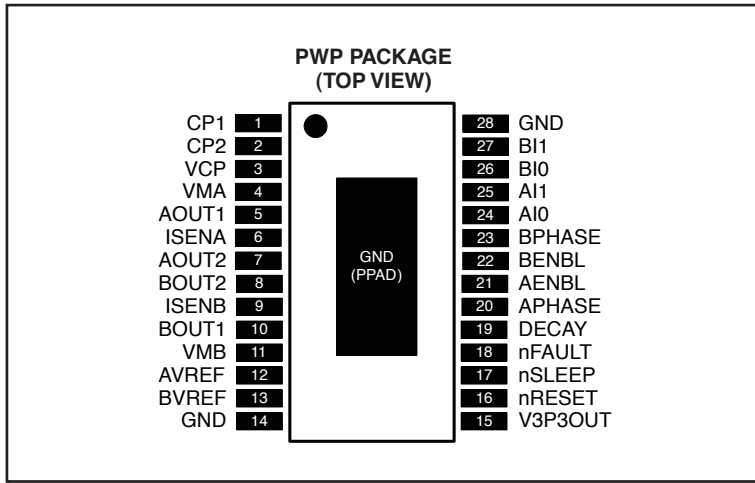 PWP PACKAGE
(TOP VIEW)
CP1 1 28 GND
CP2 2 27 BI1
VCP 3 26 BI0
VMA 4 25 AI1
AOUT1 5 24 AI0
ISENA 6 23 BPHASE
AOUT2 7 22 BENBL
BOUT2 8 21 AENBL
ISENB 9 20 APHASE
BOUT1 10 19 DECAY
VMB 11 18 nFAULT
AVREF 12 17 nSLEEP
BVREF 13 16 nRESET
GND 14 15 V3P3OUT
GND
(PPAD)